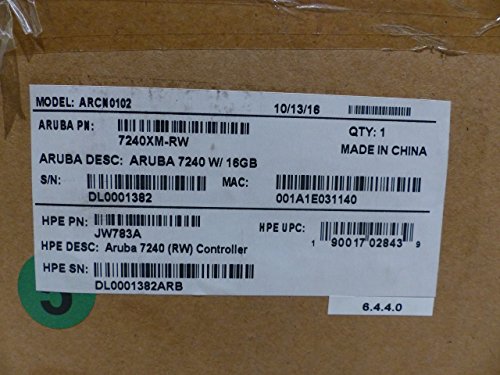 MODEL: ARCN0102 10/13/16
ARUBA PN: 7240XM-RW QTY: 1
MADE IN CHINA
ARUBA DESC: ARUBA 7240 W/ 16GB
S/N: DL0001382 MAC: 001A1E031140
HPE PN: JW783A HPE UPC: 1 90017 02843 9
HPE DESC: Aruba 7240 (RW) Controller
HPE SN: DL0001382ARB
6.4.4.0